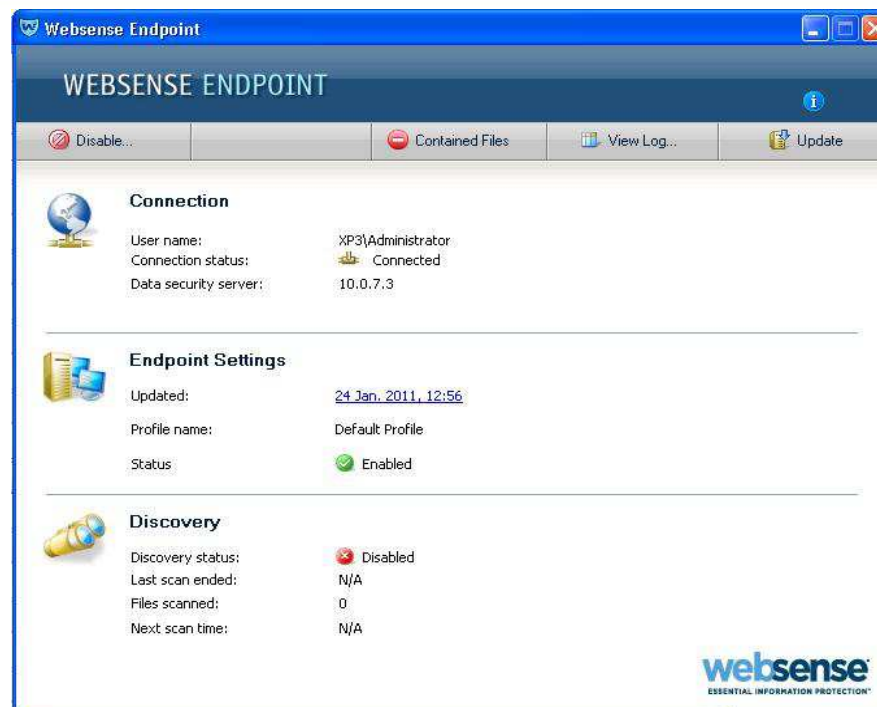 Websense Endpoint
WEBSENSE ENDPOINT
Disable... Contained Files View Log... Update
Connection
User name: XP3\Administrator
Connection status: Connected
Data security server: 10.0.7.3
Endpoint Settings
Updated: 24 Jan. 2011, 12:56
Profile name: Default Profile
Status Enabled
Discovery
Discovery status: Disabled
Last scan ended: N/A
Files scanned: 0
Next scan time: N/A
websense
ESSENTIAL INFORMATION PROTECTION™